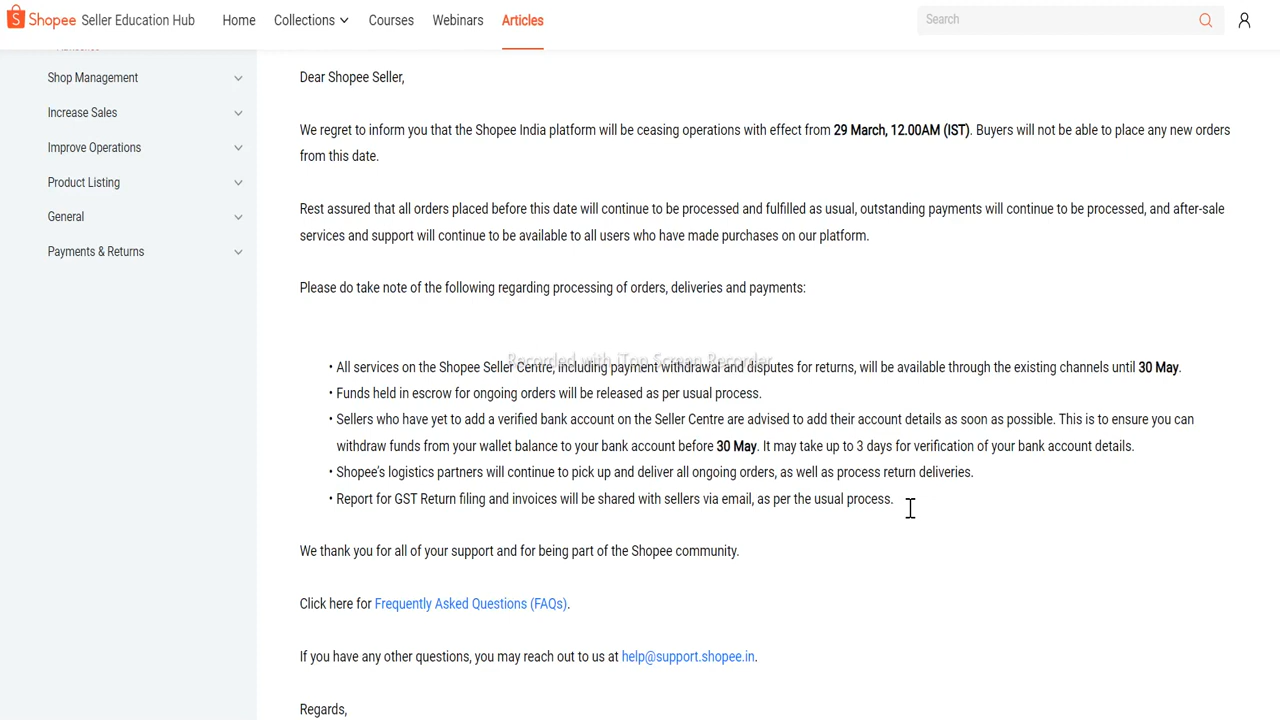 Shopee Seller Education Hub Home Collections Courses Webinars Articles Search
Shop Management
Increase Sales
Improve Operations
Product Listing
General
Payments & Returns
Dear Shopee Seller,
We regret to inform you that the Shopee India platform will be ceasing operations with effect from 29 March, 12.00AM (IST). Buyers will not be able to place any new orders
from this date.
Rest assured that all orders placed before this date will continue to be processed and fulfilled as usual, outstanding payments will continue to be processed, and after-sale
services and support will continue to be available to all users who have made purchases on our platform.
Please do take note of the following regarding processing of orders, deliveries and payments:
Recorded with iTop Screen Recorder
• All services on the Shopee Seller Centre, including payment withdrawal and disputes for returns, will be available through the existing channels until 30 May.
• Funds held in escrow for ongoing orders will be released as per usual process.
• Sellers who have yet to add a verified bank account on the Seller Centre are advised to add their account details as soon as possible. This is to ensure you can
withdraw funds from your wallet balance to your bank account before 30 May. It may take up to 3 days for verification of your bank account details.
• Shopee's logistics partners will continue to pick up and deliver all ongoing orders, as well as process return deliveries.
• Report for GST Return filing and invoices will be shared with sellers via email, as per the usual process.
We thank you for all of your support and for being part of the Shopee community.
Click here for Frequently Asked Questions (FAQs).
If you have any other questions, you may reach out to us at help@support.shopee.in.
Regards,